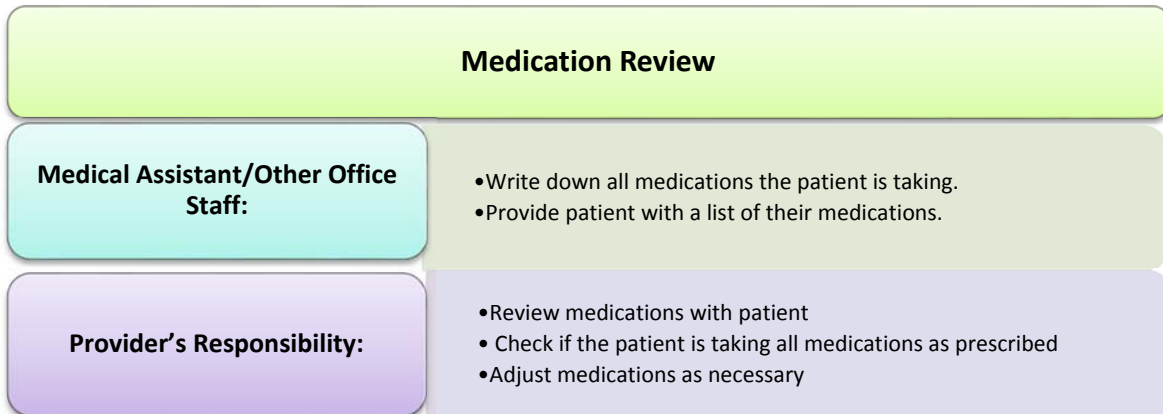 Medication Review
Medical Assistant/Other Office
Staff:
•Write down all medications the patient is taking.
•Provide patient with a list of their medications.
Provider’s Responsibility:
•Review medications with patient
• Check if the patient is taking all medications as prescribed
•Adjust medications as necessary